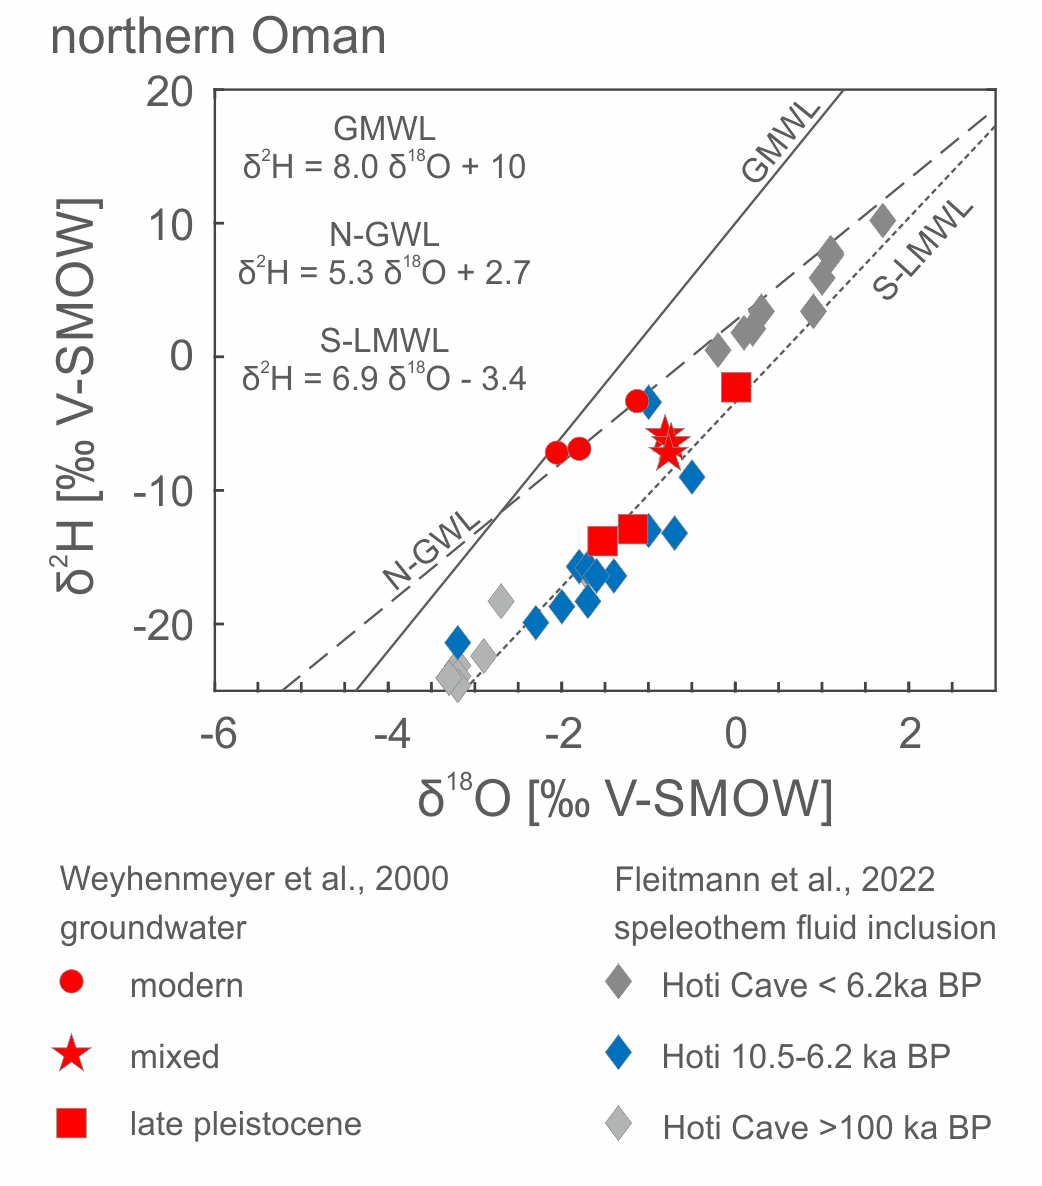 northern Oman
20
10
0
-10
-20
δ²H [‰ V-SMOW]
GMWL
δ²H = 8.0 δ¹⁸O + 10
N-GWL
δ²H = 5.3 δ¹⁸O + 2.7
S-LMWL
δ²H = 6.9 δ¹⁸O - 3.4
GMWL
S-LMWL
N-GWL
-6 -4 -2 0 2
δ¹⁸O [‰ V-SMOW]
Weyhenmeyer et al., 2000
groundwater
modern
mixed
late pleistocene
Fleitmann et al., 2022
speleothem fluid inclusion
Hoti Cave < 6.2ka BP
Hoti 10.5-6.2 ka BP
Hoti Cave >100 ka BP